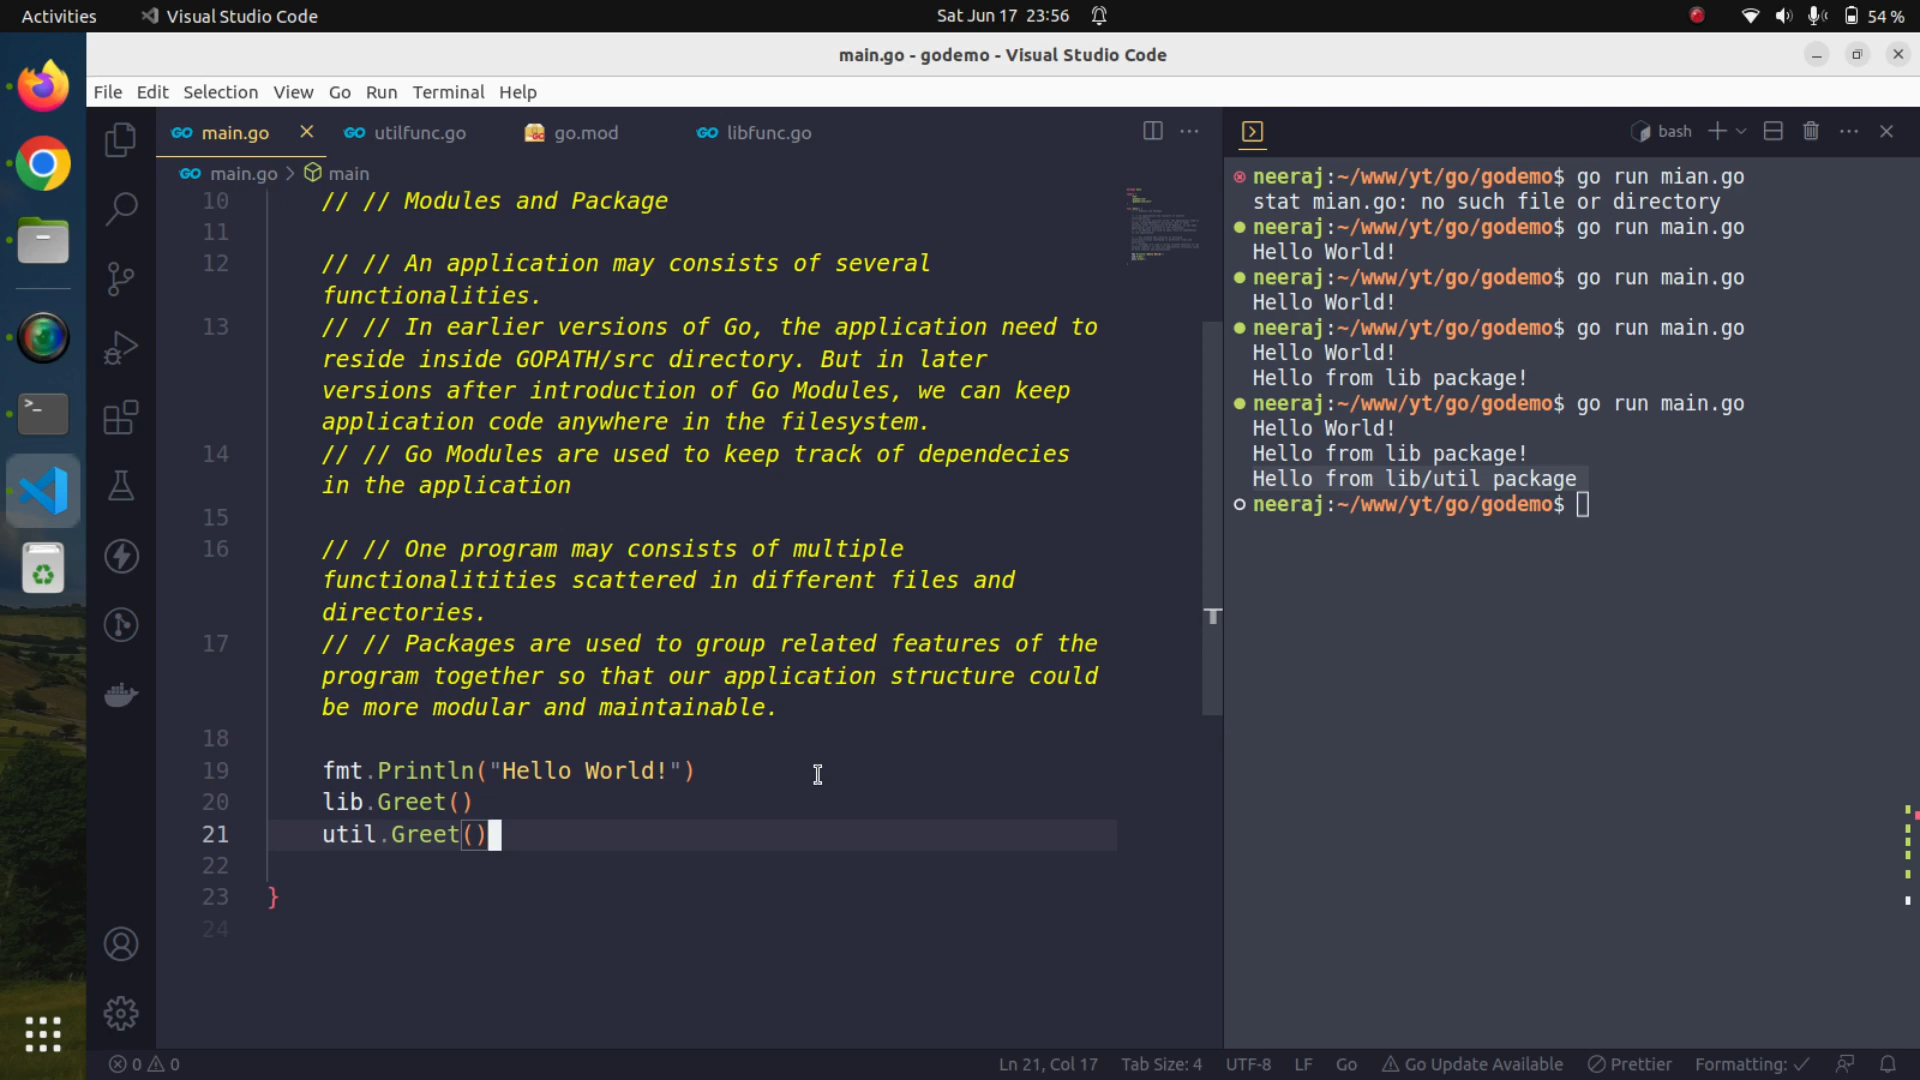 Activities Visual Studio Code Sat Jun 17 23:56 54 %
main.go - godemo - Visual Studio Code
File Edit Selection View Go Run Terminal Help
GO main.go GO utilfunc.go go.mod GO libfunc.go
GO main.go > main
10 // // Modules and Package
11
12 // // An application may consists of several
functionalities.
13 // // In earlier versions of Go, the application need to
reside inside GOPATH/src directory. But in later
versions after introduction of Go Modules, we can keep
application code anywhere in the filesystem.
14 // // Go Modules are used to keep track of dependecies
in the application
15
16 // // One program may consists of multiple
functionalitities scattered in different files and
directories.
17 // // Packages are used to group related features of the
program together so that our application structure could
be more modular and maintainable.
18
19 fmt.Println("Hello World!")
20 lib.Greet()
21 util.Greet()
22
23 }
24
bash
neeraj:~/www/yt/go/godemo$ go run mian.go
stat mian.go: no such file or directory
neeraj:~/www/yt/go/godemo$ go run main.go
Hello World!
neeraj:~/www/yt/go/godemo$ go run main.go
Hello World!
neeraj:~/www/yt/go/godemo$ go run main.go
Hello World!
Hello from lib package!
neeraj:~/www/yt/go/godemo$ go run main.go
Hello World!
Hello from lib package!
Hello from lib/util package
neeraj:~/www/yt/go/godemo$
0 0 Ln 21, Col 17 Tab Size: 4 UTF-8 LF Go Go Update Available Prettier Formatting: ✓